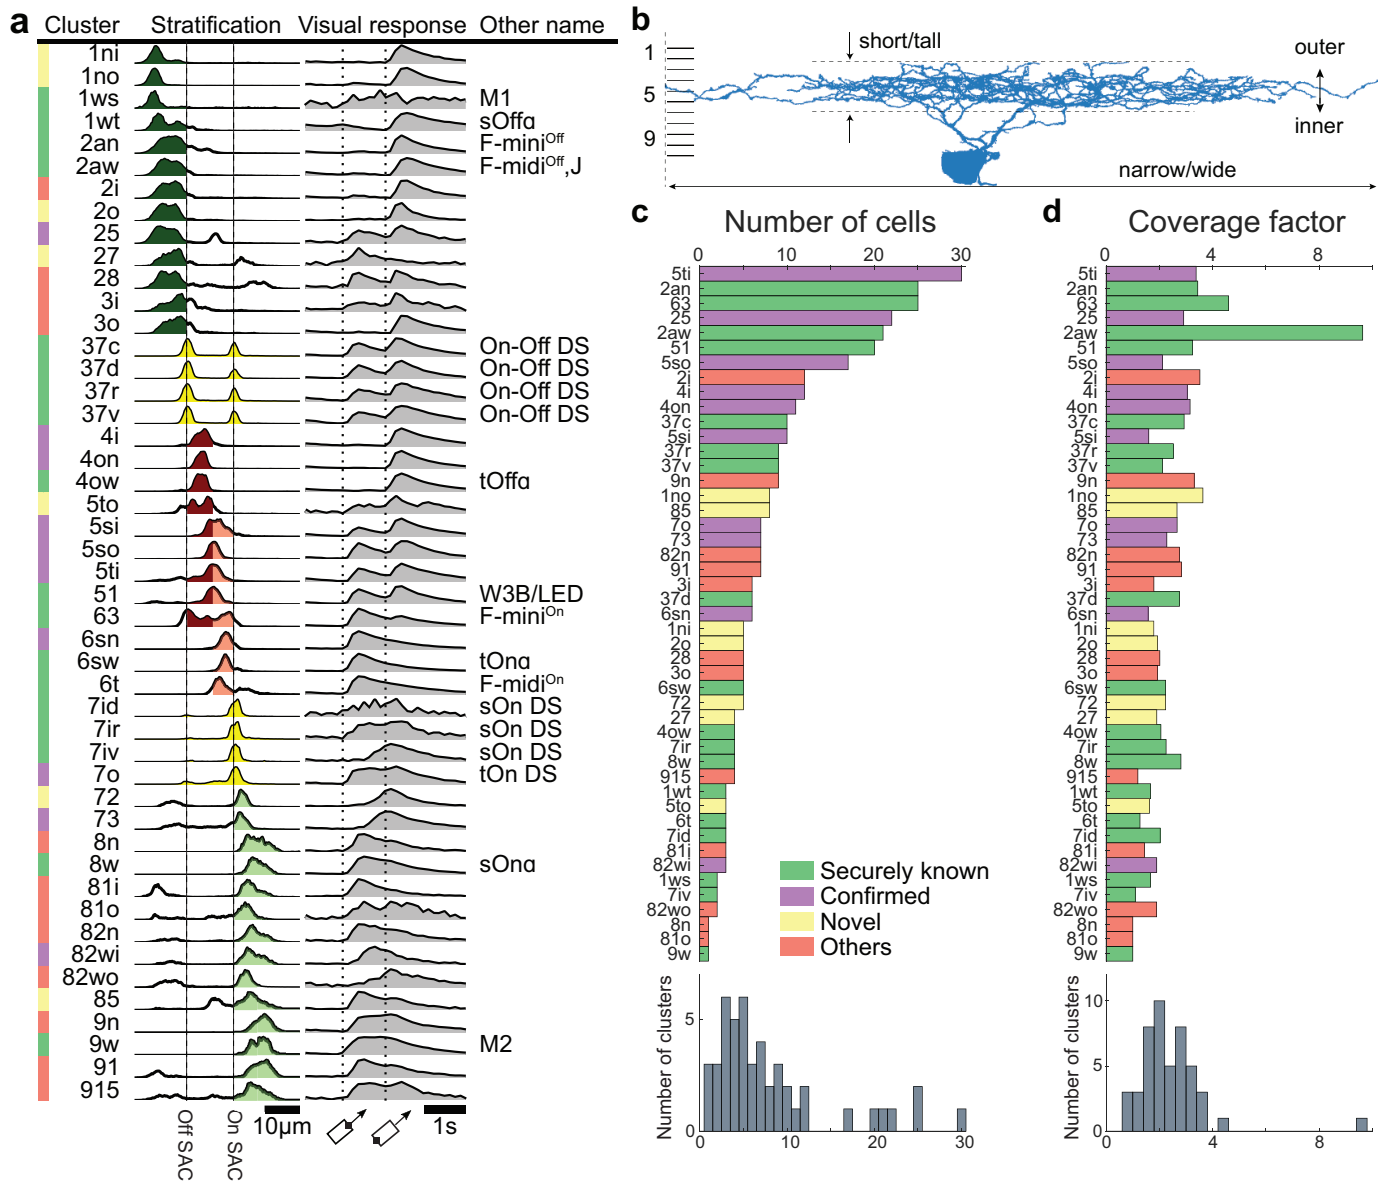 a
Cluster Stratification Visual response Other name
1ni
1no
1ws M1
1wt sOffα
2an F-miniOff
2aw F-midiOff,J
2i
2o
25
27
28
3i
3o
37c On-Off DS
37d On-Off DS
37r On-Off DS
37v On-Off DS
4i
4on
4ow tOffα
5to
5si
5so
5ti
51 W3B/LED
63 F-miniOn
6sn
6sw tOnα
6t F-midiOn
7id sOn DS
7ir sOn DS
7iv sOn DS
7o tOn DS
72
73
8n
8w sOnα
81i
81o
82n
82wi
82wo
85
9n
9w M2
91
915
Off SAC
On SAC
10µm
1s
b
1
5
9
short/tall
outer
inner
narrow/wide
c
Number of cells
0 10 20 30
5ti
2an
63
25
2aw
51
5so
2i
4i
4on
37c
5si
37r
37v
9n
1no
85
7o
73
82n
91
3i
37d
6sn
1ni
2o
28
3o
6sw
72
27
4ow
7ir
8w
915
1wt
5to
6t
7id
81i
82wi
1ws
7iv
82wo
8n
81o
9w
Securely known
Confirmed
Novel
Others
Number of clusters
5
0
0 10 20 30
d
Coverage factor
0 4 8
5ti
2an
63
25
2aw
51
5so
2i
4i
4on
37c
5si
37r
37v
9n
1no
85
7o
73
82n
91
3i
37d
6sn
1ni
2o
28
3o
6sw
72
27
4ow
7ir
8w
915
1wt
5to
6t
7id
81i
82wi
1ws
7iv
82wo
8n
81o
9w
Number of clusters
10
5
0
0 4 8